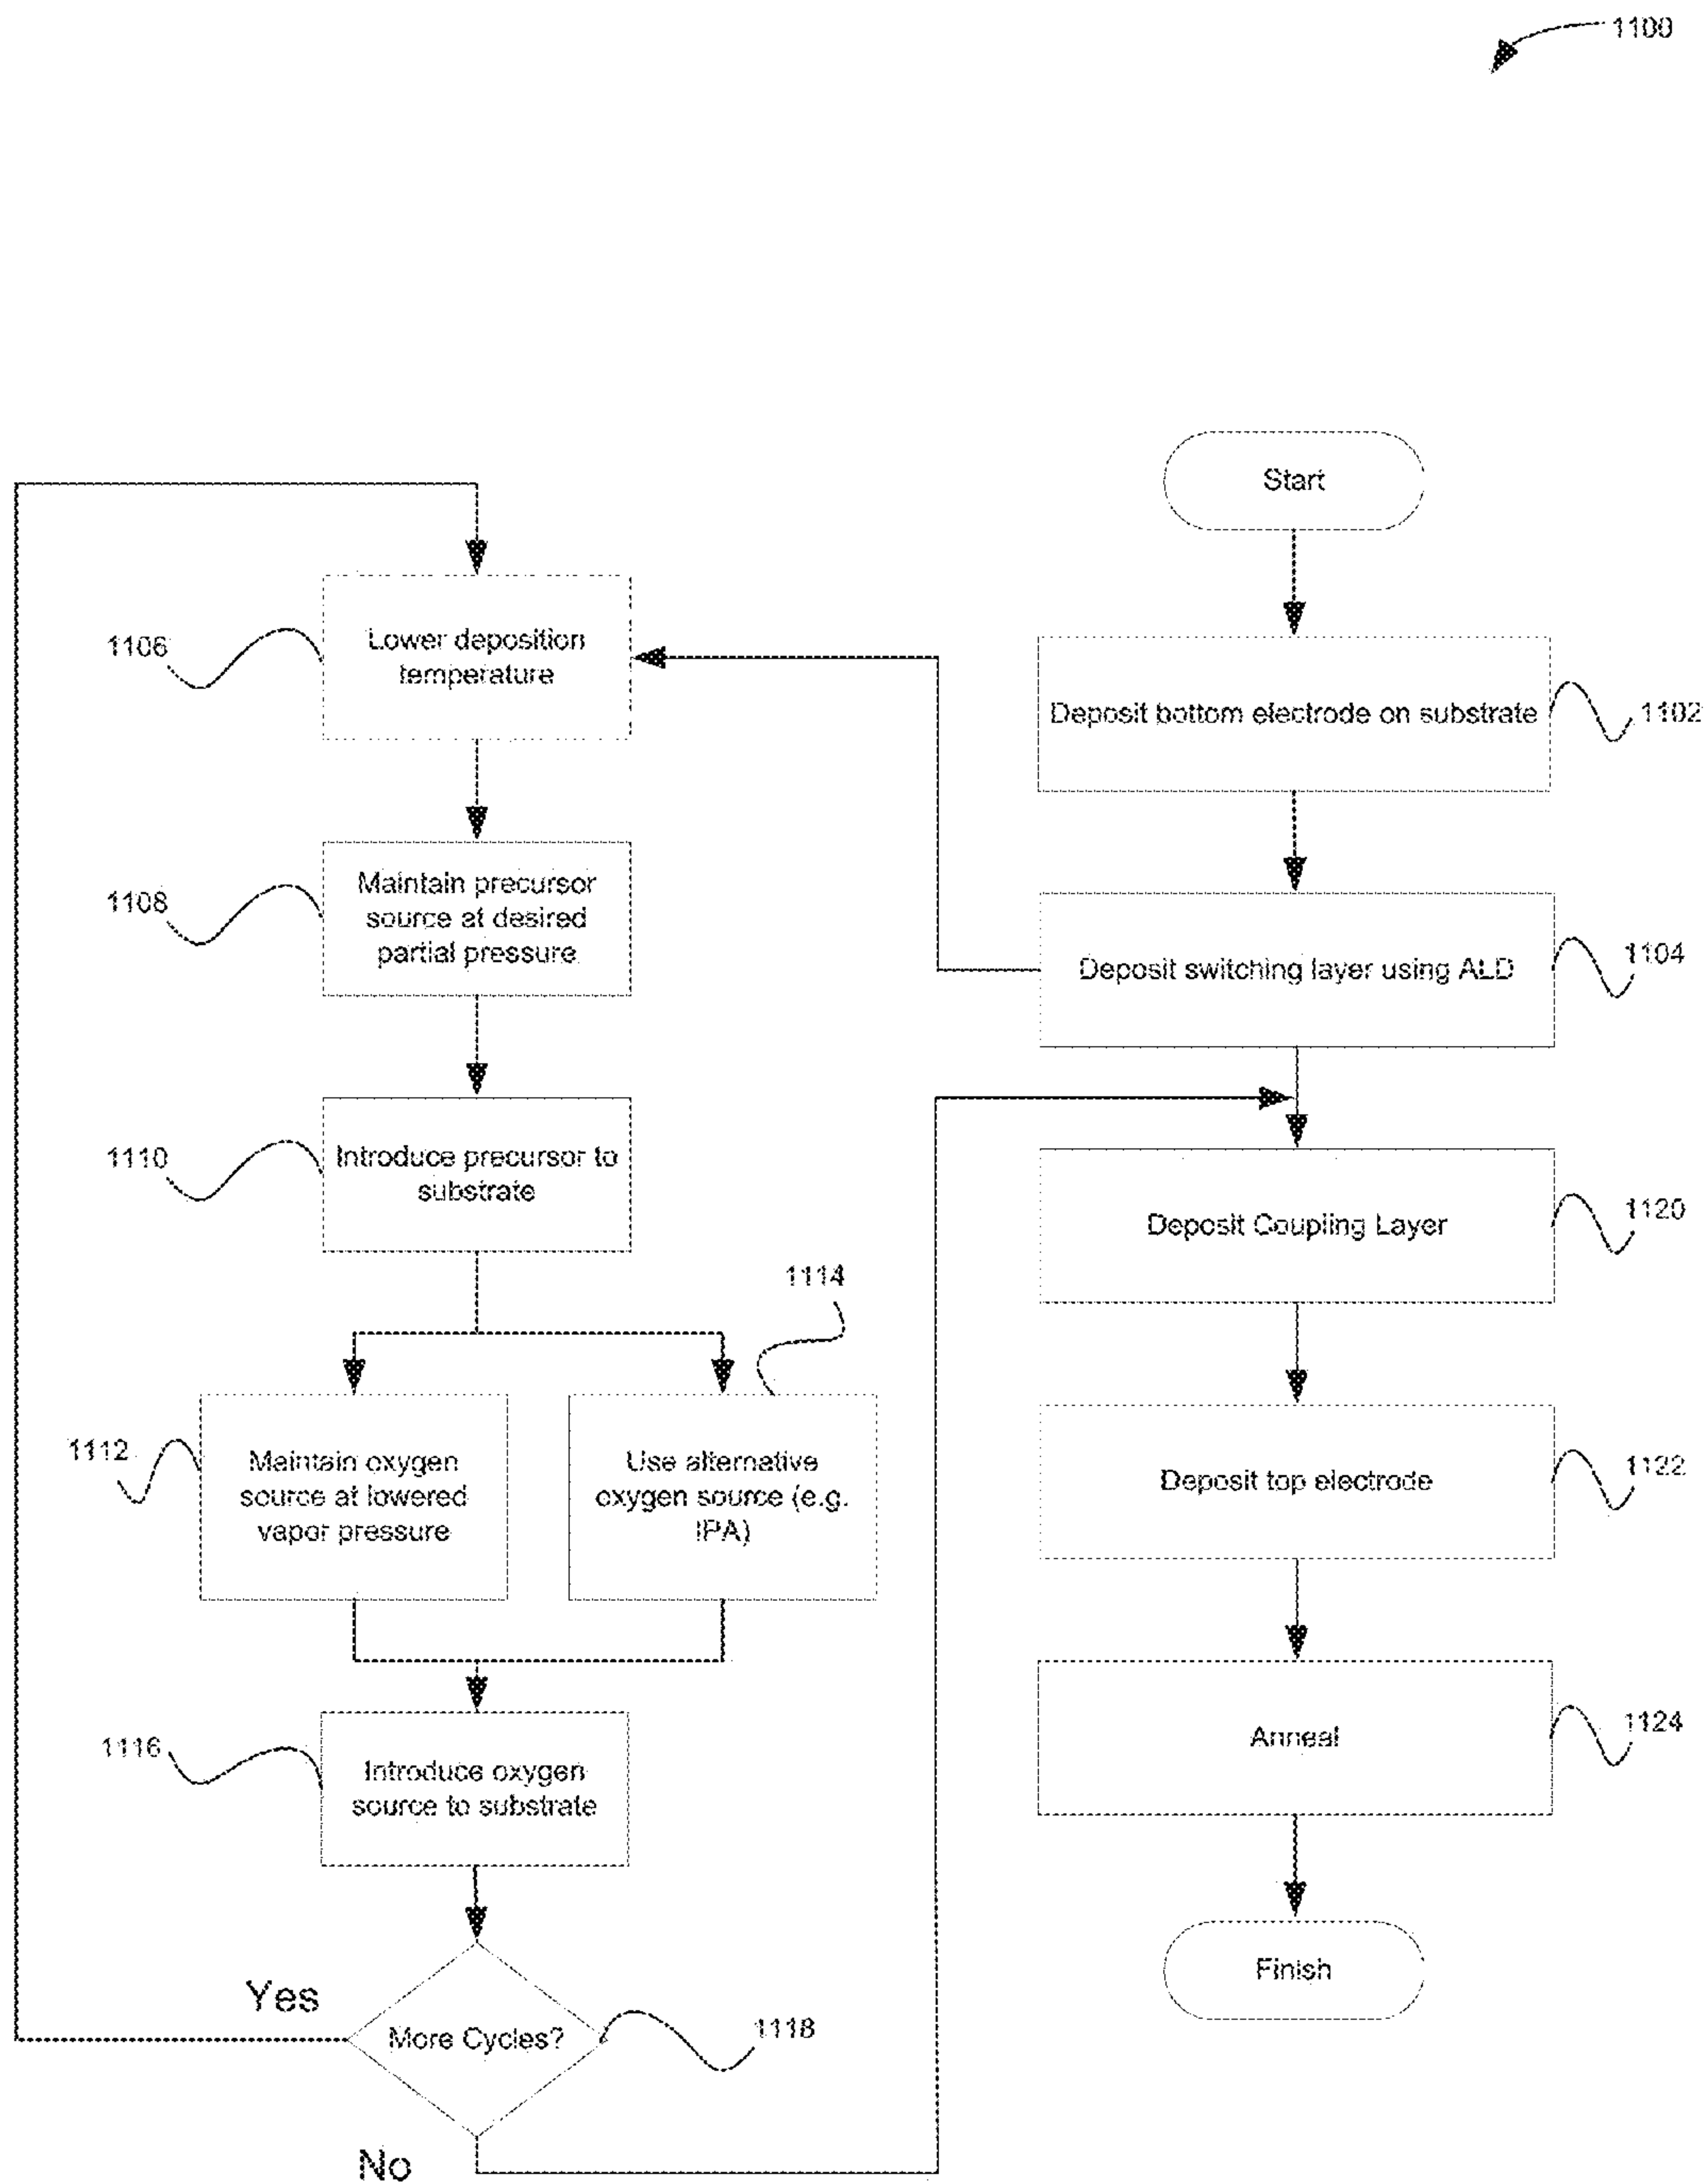 1100
Start
Lower deposition
temperature
1106
Deposit bottom electrode on substrate
1102
Maintain precursor
source at desired
partial pressure
1108
Deposit switching layer using ALD
1104
Introduce precursor to
substrate
1110
Deposit Coupling Layer
1120
1114
Maintain oxygen
source at lowered
vapor pressure
1112
Use alternative
oxygen source (e.g.
IPA)
Deposit top electrode
1122
Introduce oxygen
source to substrate
1116
Anneal
1124
Finish
Yes
More Cycles?
1118
No